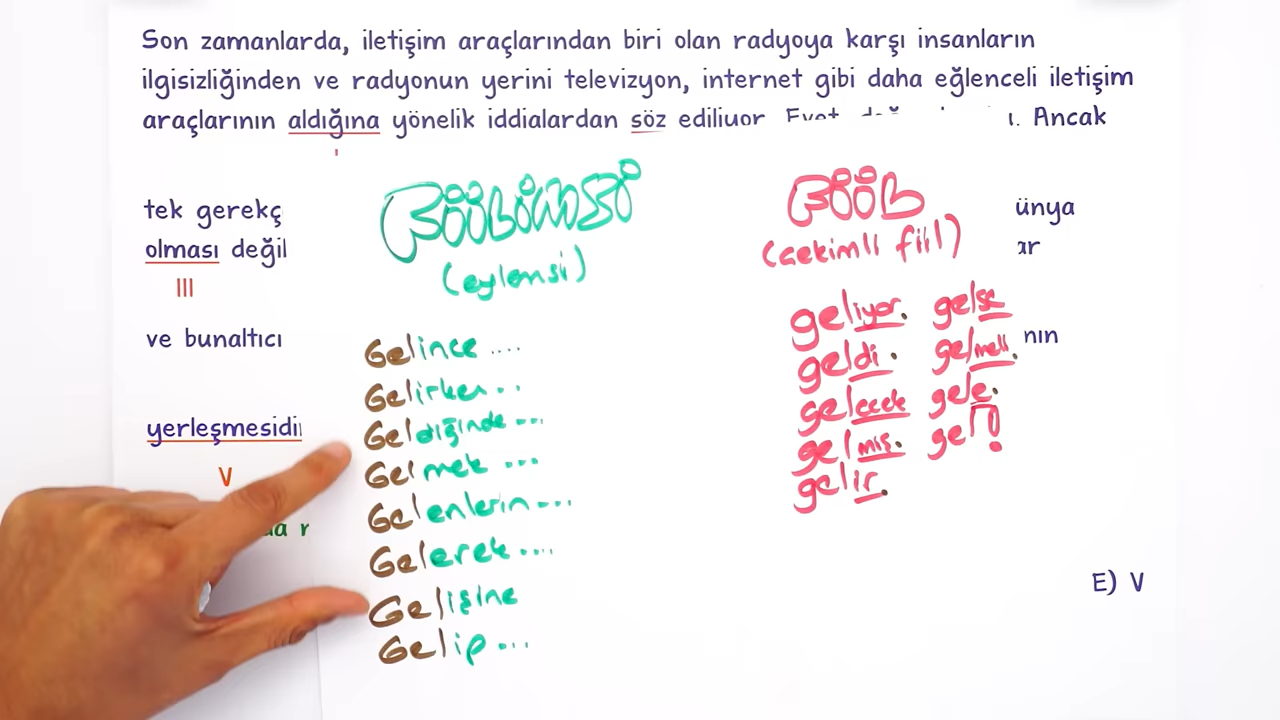 Son zamanlarda, iletişim araçlarından biri olan radyoya karşı insanların
ilgisizliğinden ve radyonun yerini televizyon, internet gibi daha eğlenceli iletişim
araçlarının aldığına yönelik iddialardan söz ediliyor. Ancak
I
tek gerekç
ünya
olması değil
ar
III
ve bunaltıcı
nın
yerleşmesidi
V
da r
E) V
Fiilimsi
(eylemsi)
Gelince ....
Gelirken ...
Geldiğinde ...
Gelmek ...
Gelenlerin ...
Gelerek ....
Gelişine
Gelip ...
Fiil
(çekimli fiil)
geliyor. gelse
geldi. gelmeli.
gelecek gele.
gelmiş. gel!
gelir.